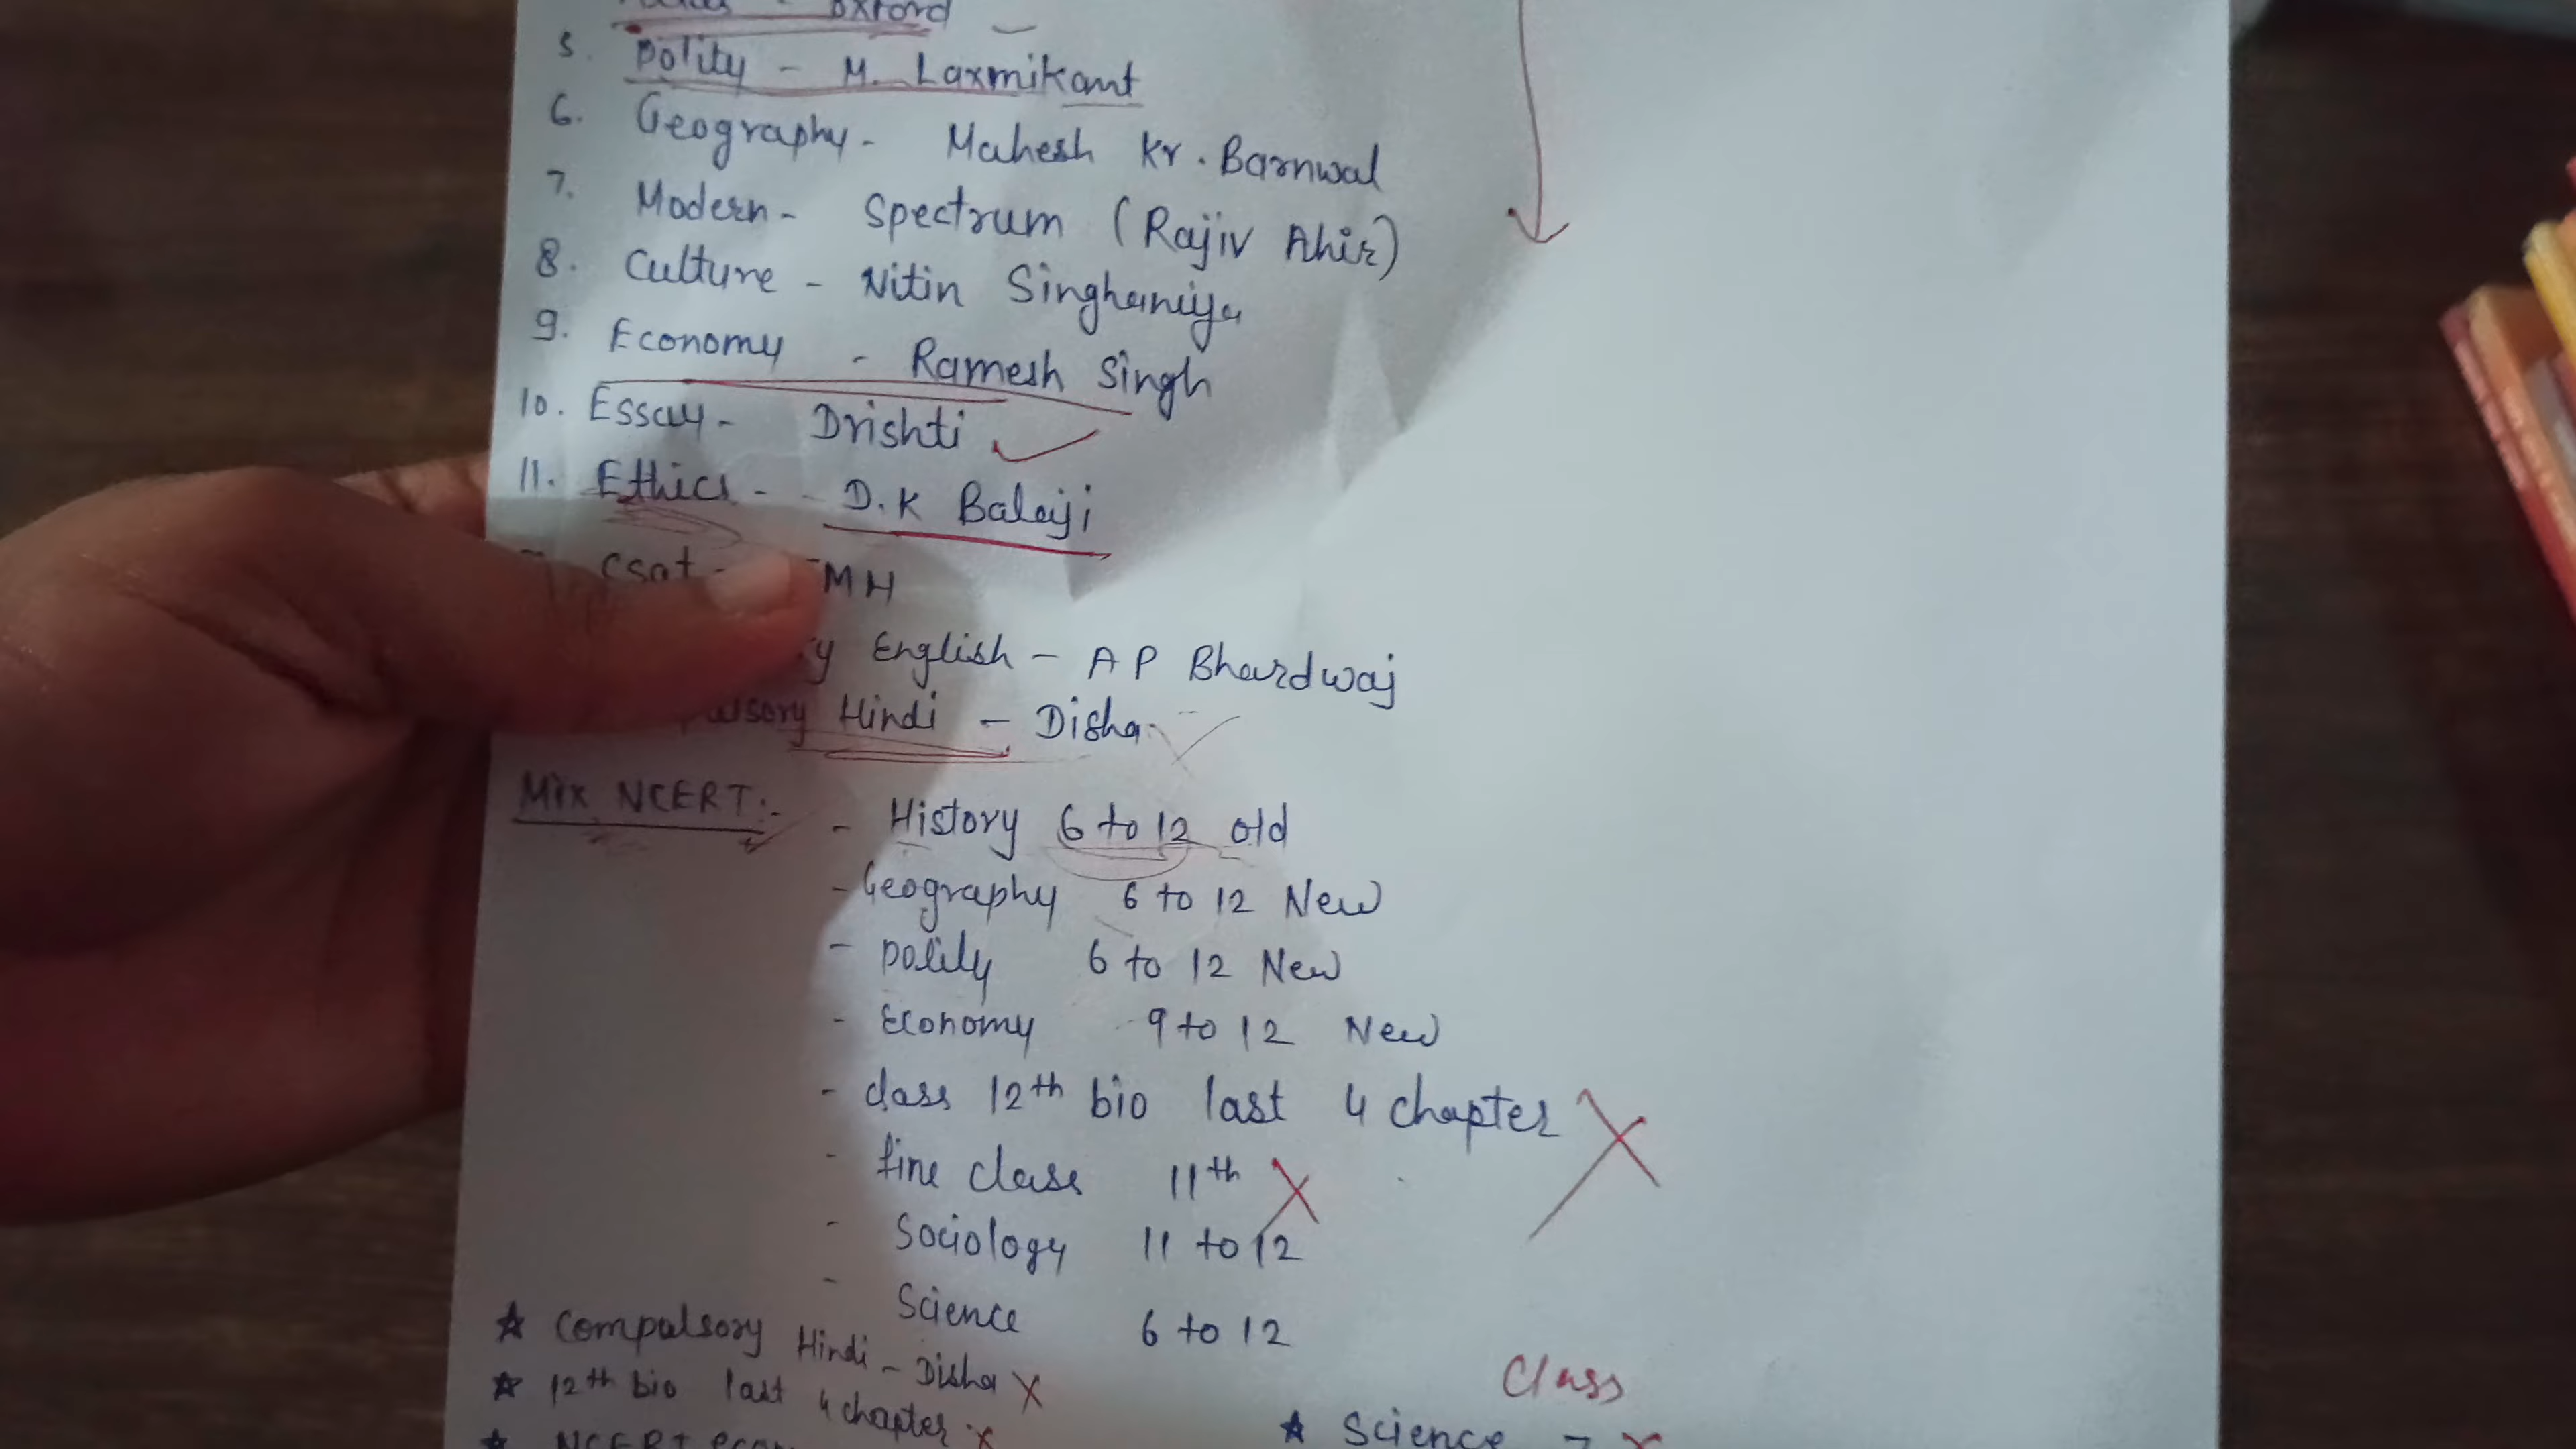 Oxford
5. Polity - M. Laxmikant
6. Geography - Mahesh Kr. Barnwal
7. Modern - Spectrum (Rajiv Ahir)
8. Culture - Nitin Singhaniya
9. Economy - Ramesh Singh
10. Essay - Drishti ✓
11. Ethics - D.K Balaji
Csat - TMH
English - A P Bhardwaj
Hindi - Disha
Mix NCERT:-
- History 6 to 12 old
- Geography 6 to 12 New
- Polity 6 to 12 New
- Economy 9 to 12 New
- class 12th bio last 4 chapter X
- fine class 11th X
- Sociology 11 to 12
- Science 6 to 12
★ Compulsory Hindi - Disha X
★ 12th bio last 4 chapter X
Class
★ NCERT
★ Science - X